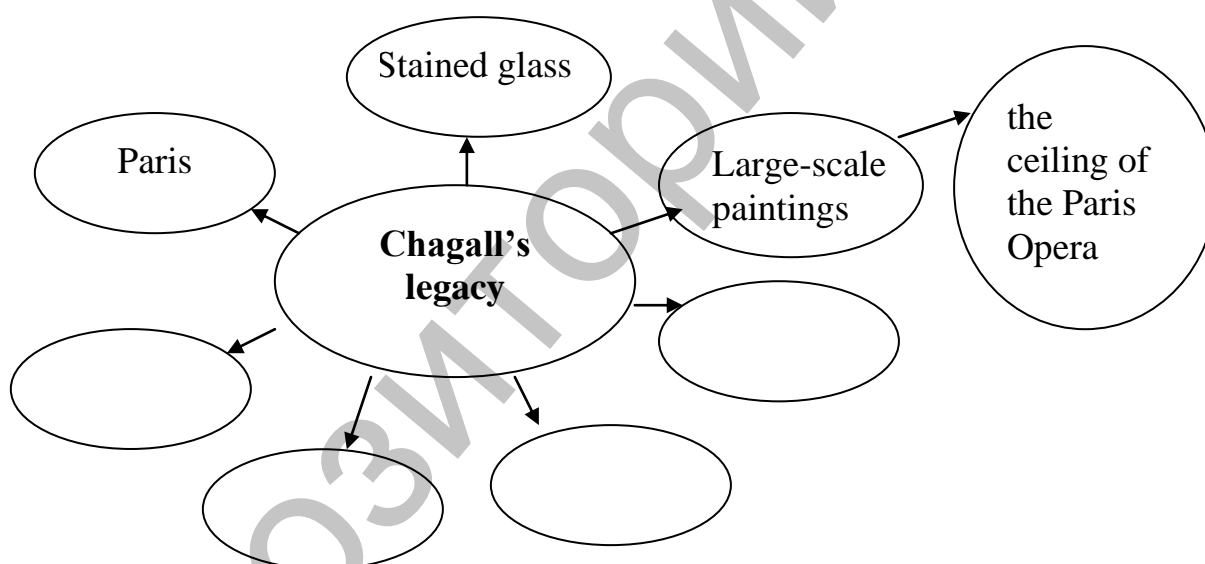 Stained glass
Paris
Large-scale
paintings
the
ceiling of
the Paris
Opera
Chagall's
legacy